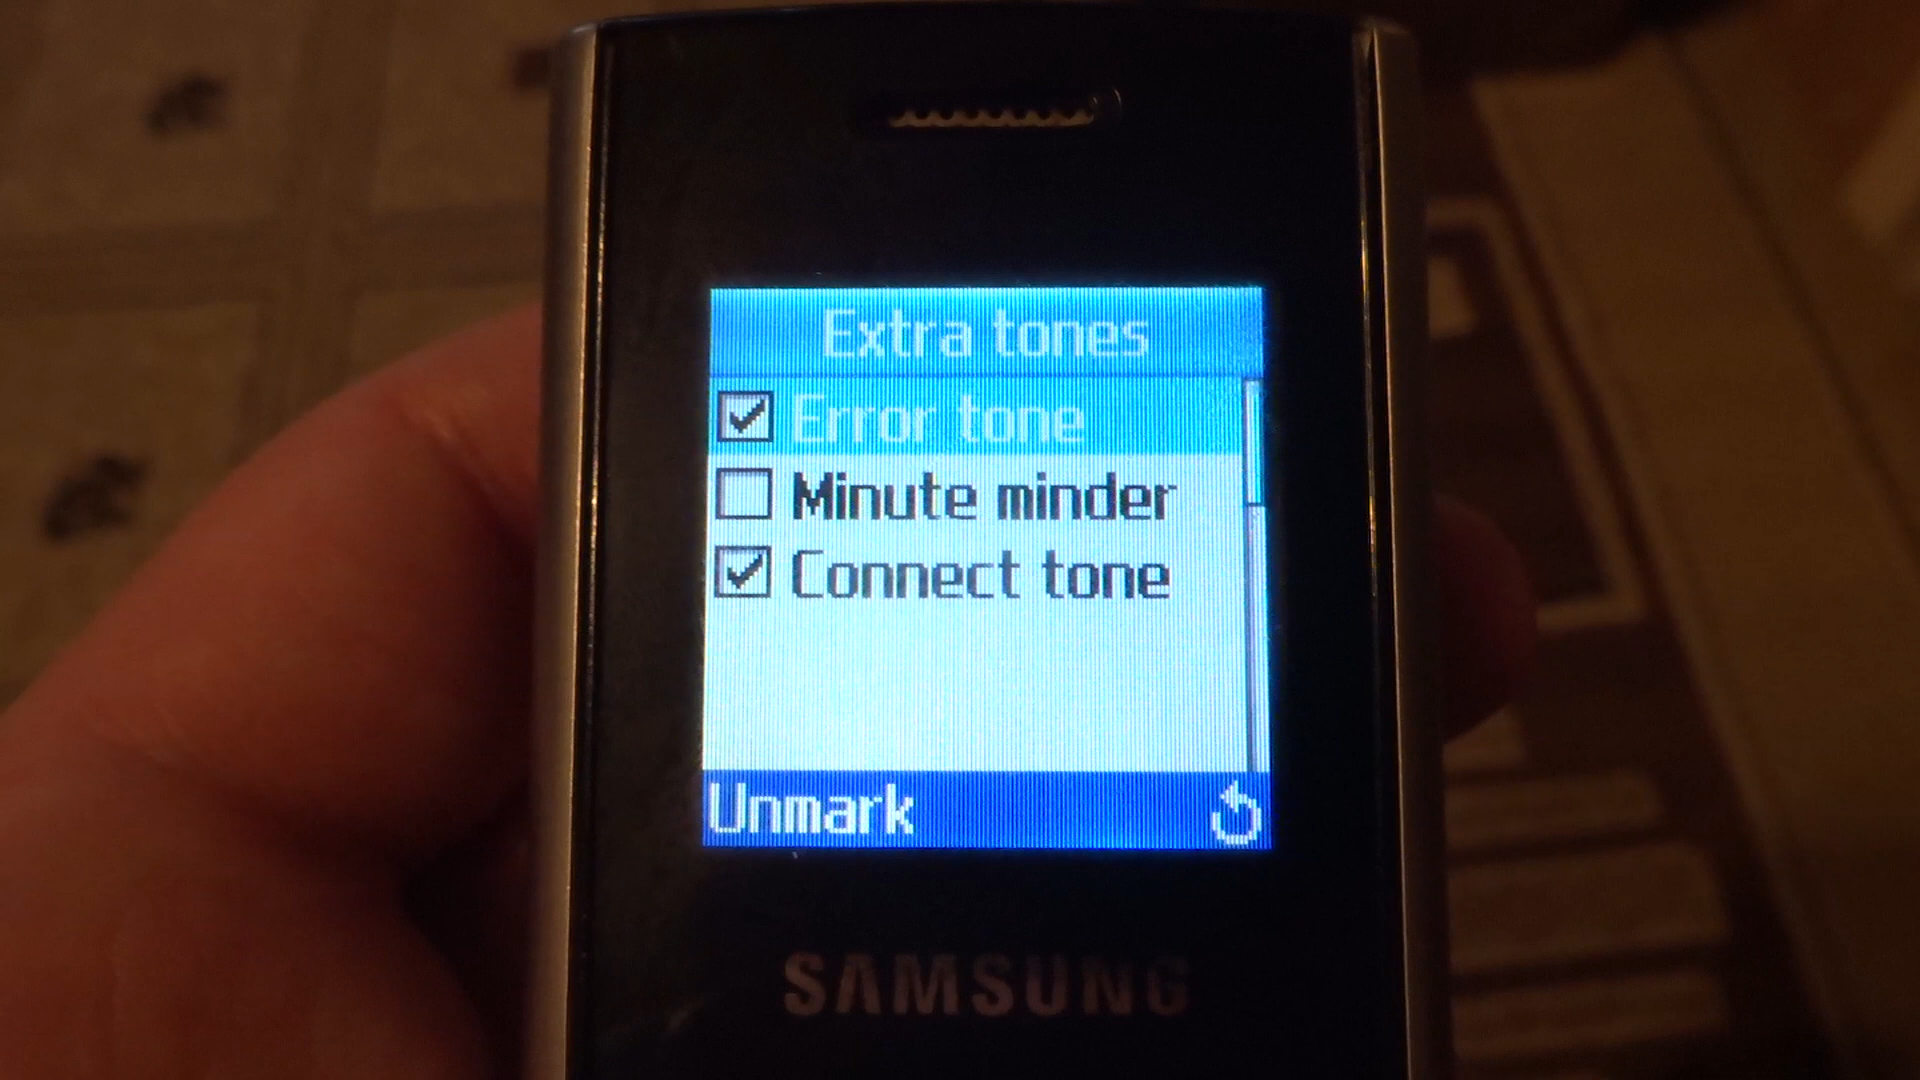 Extra tones
Error tone
Minute minder
Connect tone
Unmark
SAMSUNG